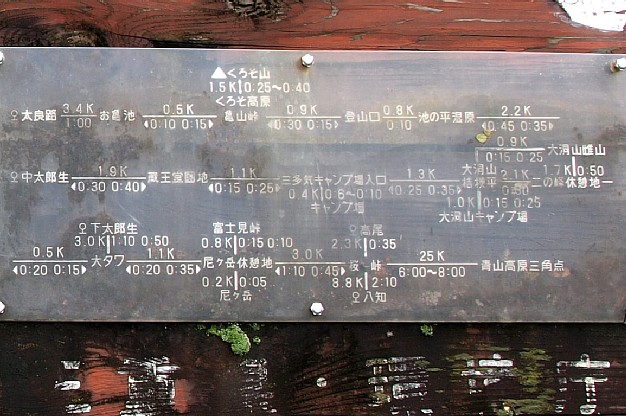 ▲くろそ山
1.5K 0:25~0:40
くろそ高原
♀太良路 3.4K 1:00 お亀池 0.5K 0:10 0:15 亀山峠 0.9K 0:30 0:15 登山口 0.8K 0:10 池の平湿原 2.2K 0:45 0:35
0.9K 大洞山雄山
0:15 0:25
♀中太郎生 1.9K 0:30 0:40 蔵王堂園地 1.1K 0:15 0:25 三多気キャンプ場入口 1.3K 0:25 0:35 大洞山 2.1K 二の峰 1.7K 0:50 休憩地
0.4K 0:8~0:10
キャンプ場
1.0K 0:15 0:25
大洞山キャンプ場
♀下太郎生 富士見峠 ♀高尾
3.0K 1:10 0:50 0.8K 0:15 0:10 2.3K 0:35
0.5K 0:20 0:15 大タワ 1.1K 0:20 0:35 尼ヶ岳休憩地 3.0K 1:10 0:45 桜峠 25K 6:00~8:00 青山高原三角点
0.2K 0:05 8.8K 2:10
尼ヶ岳 ♀八知